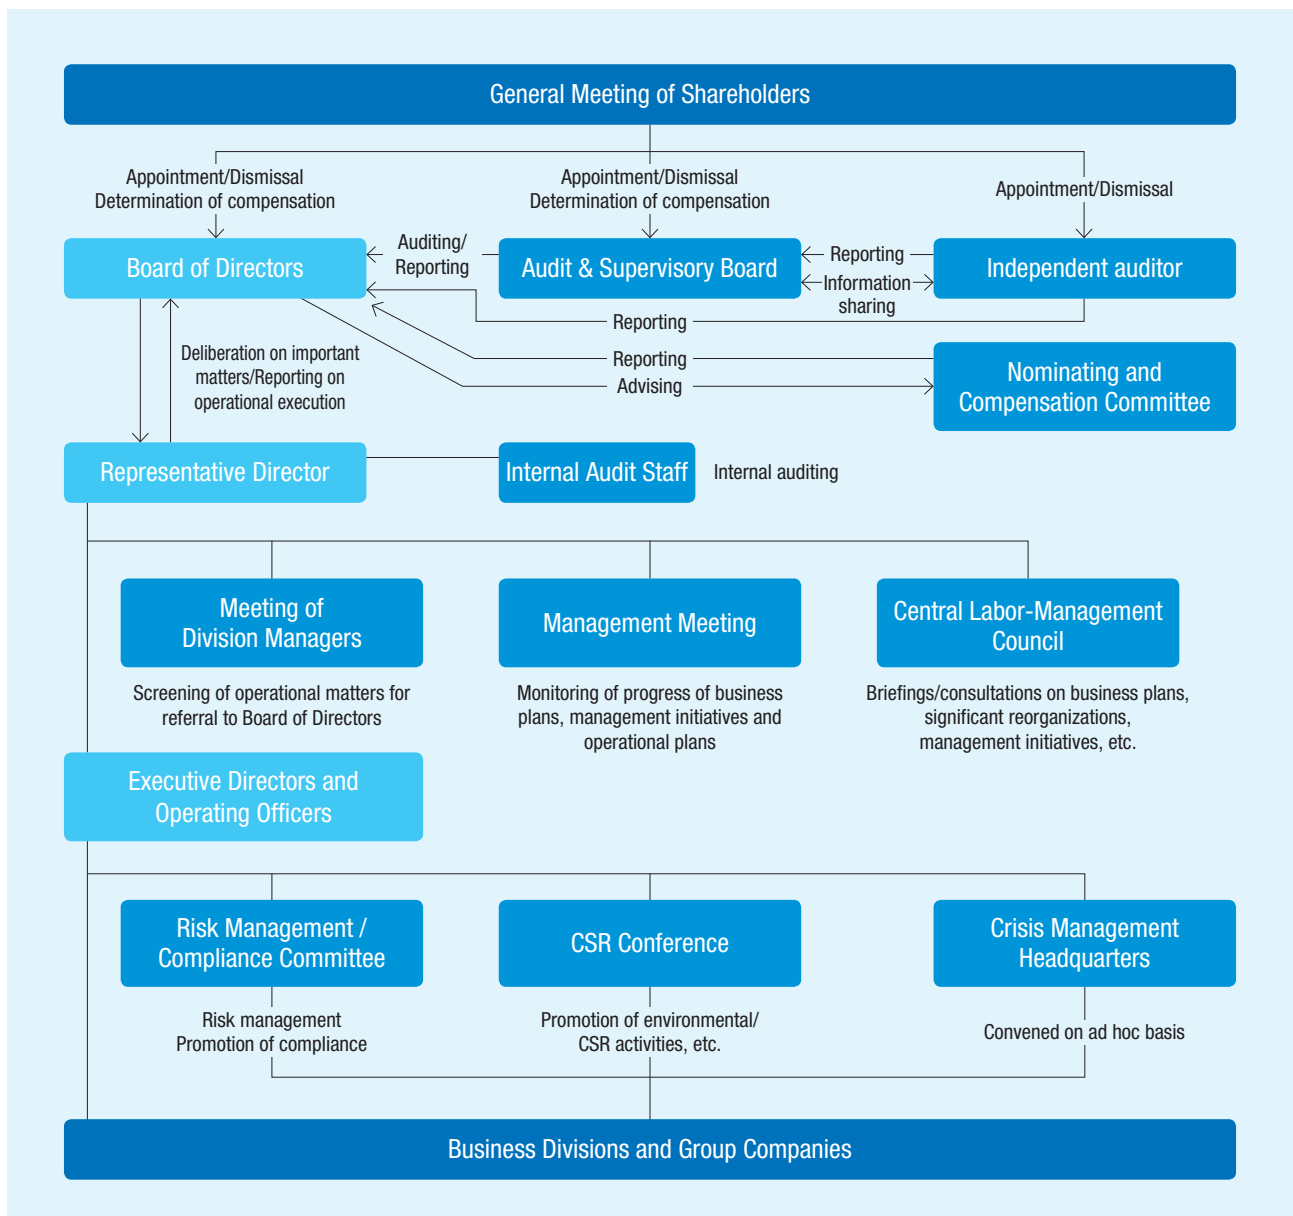 General Meeting of Shareholders
Appointment/Dismissal
Determination of compensation
Appointment/Dismissal
Determination of compensation
Appointment/Dismissal
Board of Directors
Auditing/
Reporting
Audit & Supervisory Board
Reporting
Information
sharing
Independent auditor
Reporting
Reporting
Advising
Nominating and
Compensation Committee
Deliberation on important
matters/Reporting on
operational execution
Representative Director
Internal Audit Staff
Internal auditing
Meeting of
Division Managers
Management Meeting
Central Labor-Management
Council
Screening of operational matters for
referral to Board of Directors
Monitoring of progress of business
plans, management initiatives and
operational plans
Briefings/consultations on business plans,
significant reorganizations,
management initiatives, etc.
Executive Directors and
Operating Officers
Risk Management /
Compliance Committee
CSR Conference
Crisis Management
Headquarters
Risk management
Promotion of compliance
Promotion of environmental/
CSR activities, etc.
Convened on ad hoc basis
Business Divisions and Group Companies